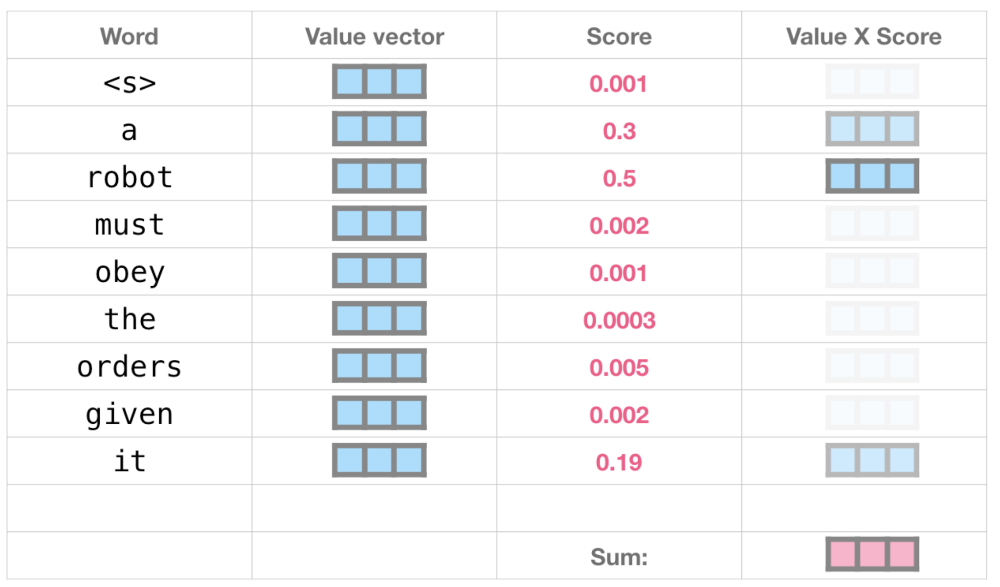 Word Value vector Score Value X Score
<s> 0.001
a 0.3
robot 0.5
must 0.002
obey 0.001
the 0.0003
orders 0.005
given 0.002
it 0.19
Sum: